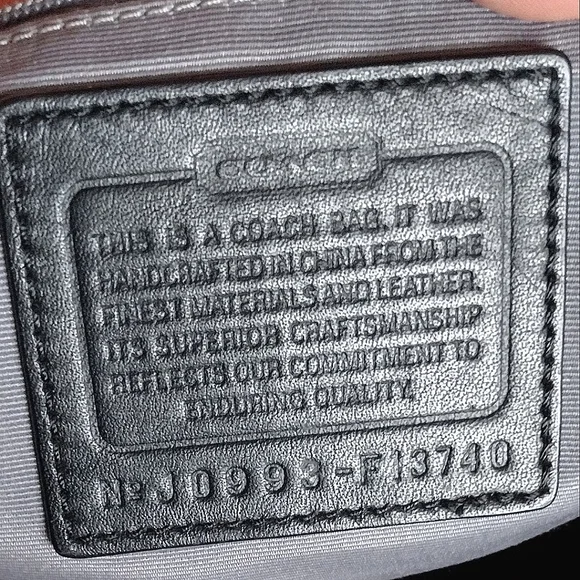 COACH
THIS IS A COACH BAG. IT WAS
HANDCRAFTED IN CHINA FROM THE
FINEST MATERIALS AND LEATHER.
ITS SUPERIOR CRAFTSMANSHIP
REFLECTS OUR COMMITMENT TO
ENDURING QUALITY.
Nº J0993-F13740